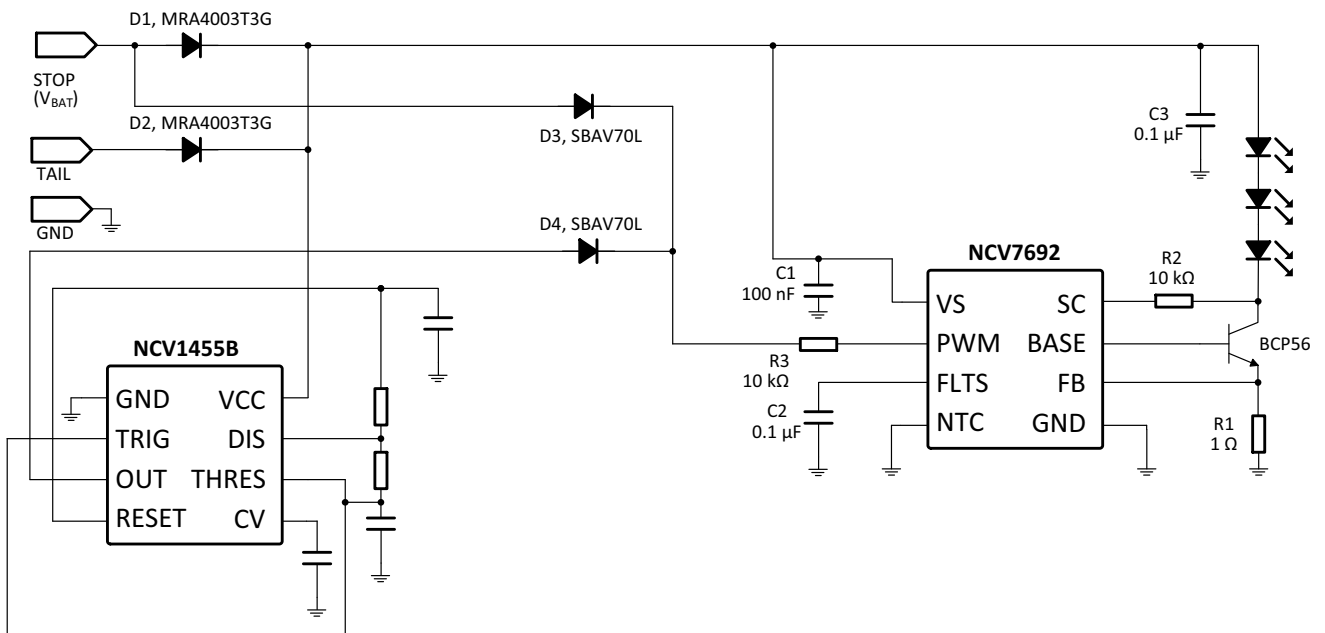 D1, MRA4003T3G
STOP
(VBAT)
D2, MRA4003T3G
TAIL
GND
D3, SBAV70L
D4, SBAV70L
C3
0.1 µF
NCV7692
C1
100 nF
R2
10 kΩ
VS SC
PWM BASE
FLTS FB
NTC GND
BCP56
R3
10 kΩ
C2
0.1 µF
R1
1 Ω
NCV1455B
GND VCC
TRIG DIS
OUT THRES
RESET CV